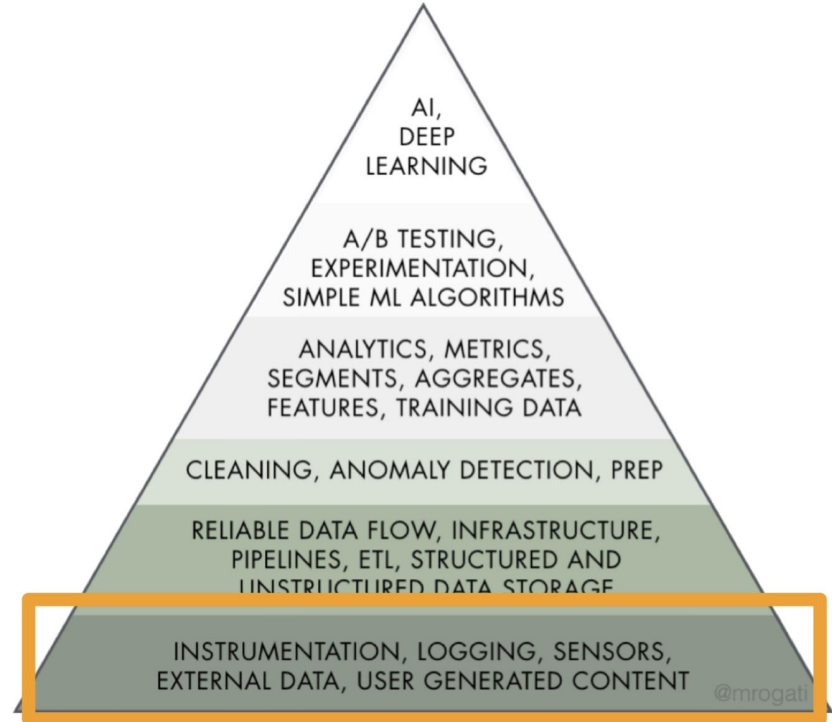 AI,
DEEP
LEARNING
A/B TESTING,
EXPERIMENTATION,
SIMPLE ML ALGORITHMS
ANALYTICS, METRICS,
SEGMENTS, AGGREGATES,
FEATURES, TRAINING DATA
CLEANING, ANOMALY DETECTION, PREP
RELIABLE DATA FLOW, INFRASTRUCTURE,
PIPELINES, ETL, STRUCTURED AND
UNSTRUCTURED DATA STORAGE
INSTRUMENTATION, LOGGING, SENSORS,
EXTERNAL DATA, USER GENERATED CONTENT
@mrogati